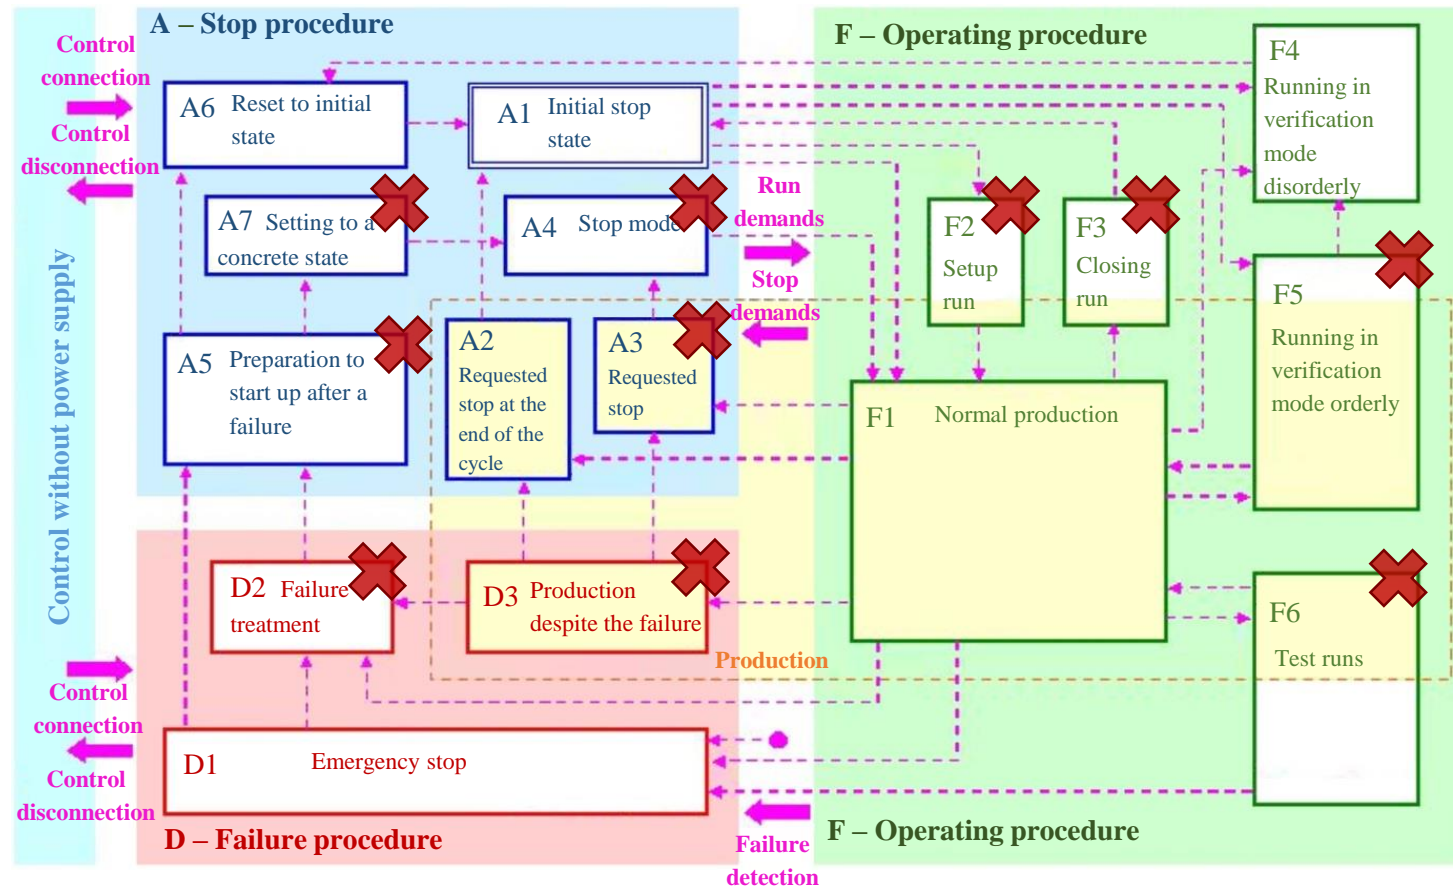 A – Stop procedure
F – Operating procedure
Control
connection
Control
disconnection
A6 Reset to initial
state
A1 Initial stop
state
F4
Running in
verification
mode
disorderly
A7 Setting to a
concrete state
A4 Stop mode
Run
demands
Stop
demands
F2
Setup
run
F3
Closing
run
F5
Running in
verification
mode orderly
Control without power supply
A5 Preparation to
start up after a
failure
A2
Requested
stop at the
end of the
cycle
A3
Requested
stop
F1 Normal production
D2 Failure
treatment
D3 Production
despite the failure
F6
Test runs
Production
Control
connection
Control
disconnection
D1 Emergency stop
D – Failure procedure
Failure
detection
F – Operating procedure